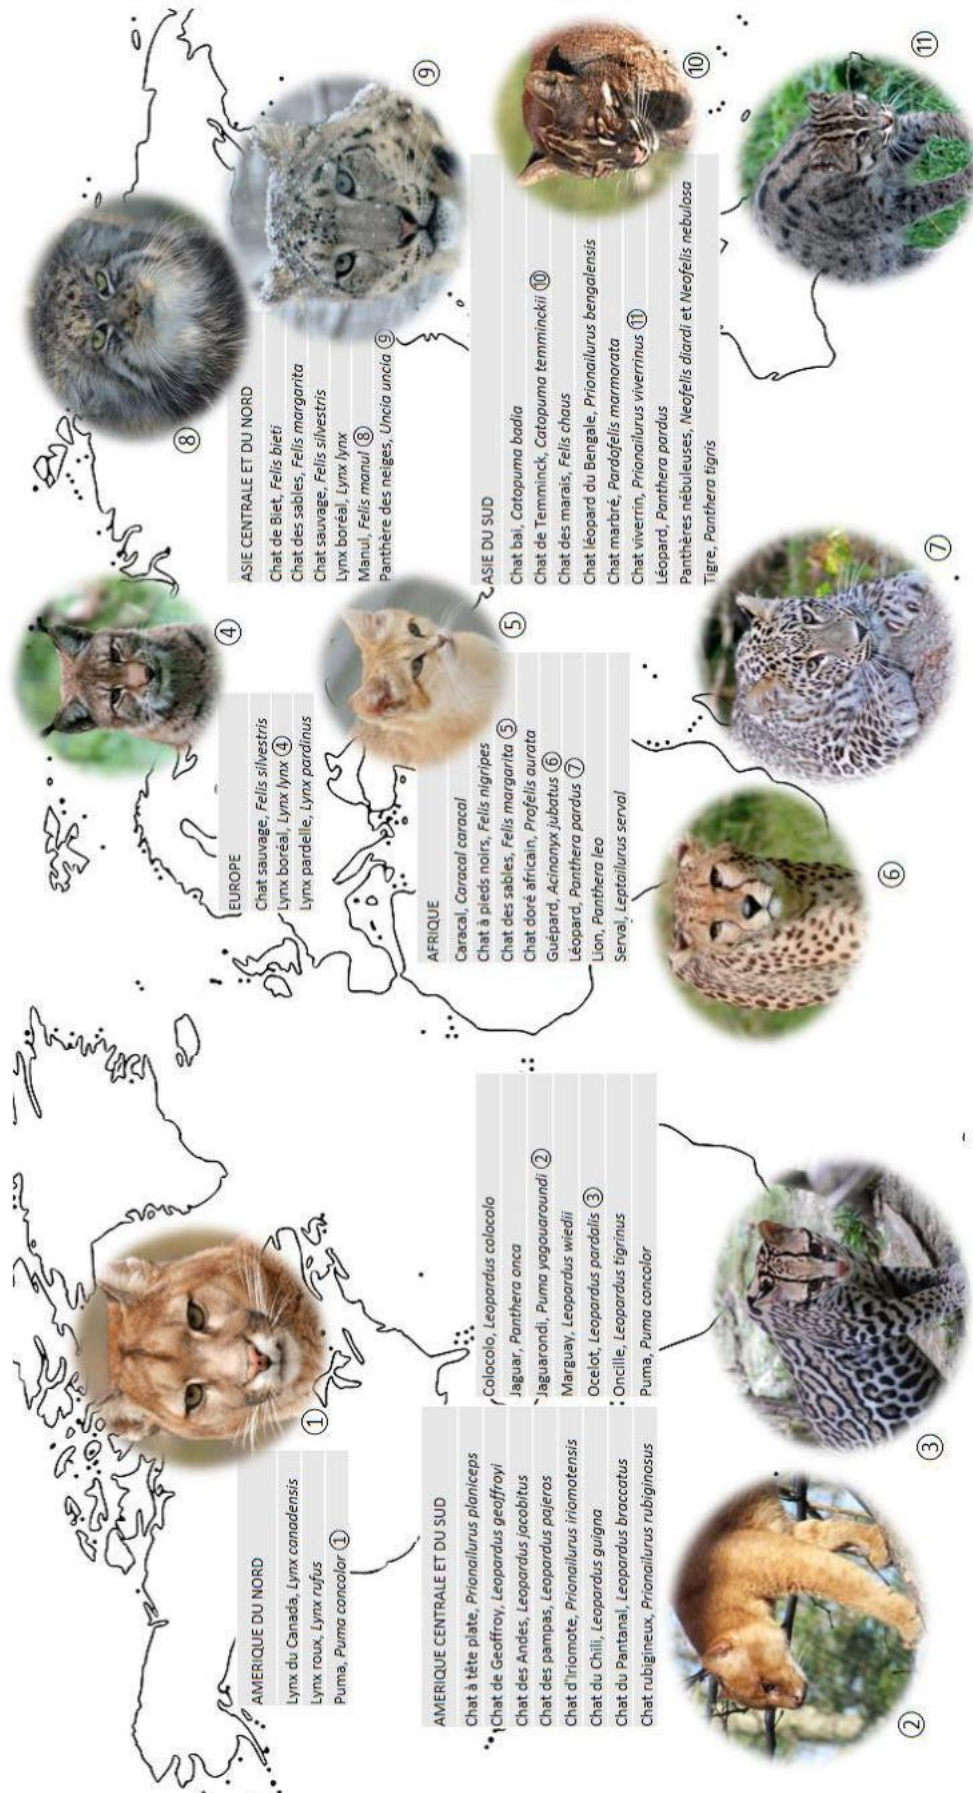 AMERIQUE DU NORD
Lynx du Canada, Lynx canadensis
Lynx roux, Lynx rufus
Puma, Puma concolor ①
①
AMERIQUE CENTRALE ET DU SUD
Chat à tête plate, Prionailurus planiceps
Chat de Geoffroy, Leopardus geoffroyi
Chat des Andes, Leopardus jacobitus
Chat des pampas, Leopardus pajeros
Chat d'Iriomote, Prionailurus iriomotensis
Chat du Chili, Leopardus guigna
Chat du Pantanal, Leopardus braccatus
Chat rubigineux, Prionailurus rubiginosus
Colocolo, Leopardus colocolo
Jaguar, Panthera onca
Jaguarondi, Puma yagouaroundi ②
Marguay, Leopardus wiedii
Ocelot, Leopardus pardalis ③
Oncille, Leopardus tigrinus
Puma, Puma concolor
②
③
EUROPE
Chat sauvage, Felis silvestris
Lynx boréal, Lynx lynx ④
Lynx pardelle, Lynx pardinus
④
AFRIQUE
Caracal, Caracal caracal
Chat à pieds noirs, Felis nigripes
Chat des sables, Felis margarita ⑤
Chat doré africain, Profelis aurata
Guépard, Acinonyx jubatus ⑥
Léopard, Panthera pardus ⑦
Lion, Panthera leo
Serval, Leptailurus serval
⑤
⑥
⑦
ASIE CENTRALE ET DU NORD
Chat de Biet, Felis bieti
Chat des sables, Felis margarita
Chat sauvage, Felis silvestris
Lynx boréal, Lynx lynx
Manul, Felis manul ⑧
Panthère des neiges, Uncia uncia ⑨
⑧
⑨
ASIE DU SUD
Chat bai, Catopuma badia
Chat de Temminck, Catopuma temminckii ⑩
Chat des marais, Felis chaus
Chat léopard du Bengale, Prionailurus bengalensis
Chat marbré, Pardofelis marmorata
Chat viverrin, Prionailurus viverrinus ⑪
Léopard, Panthera pardus
Panthères nébuleuses, Neofelis diardi et Neofelis nebulosa
Tigre, Panthera tigris
⑩
⑪